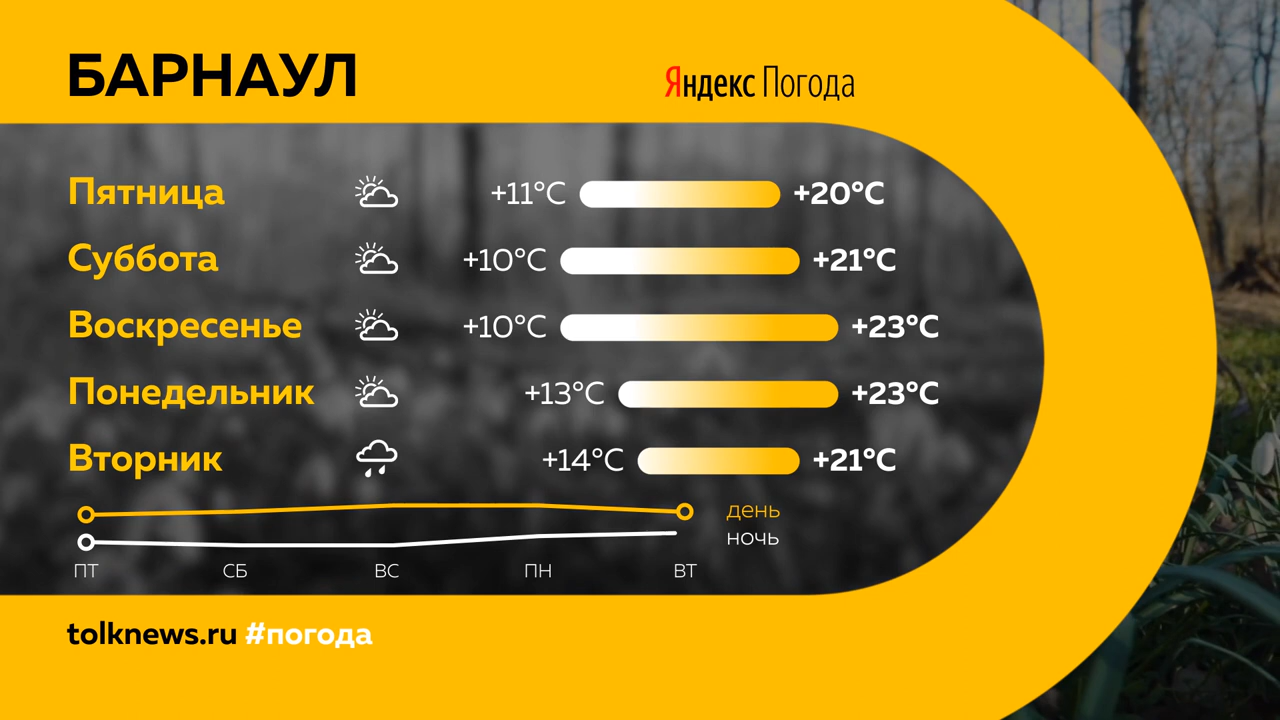 БАРНАУЛ
Яндекс Погода
Пятница +11°C +20°C
Суббота +10°C +21°C
Воскресенье +10°C +23°C
Понедельник +13°C +23°C
Вторник +14°C +21°C
день
ночь
ПТ СБ ВС ПН ВТ
tolknews.ru #погода